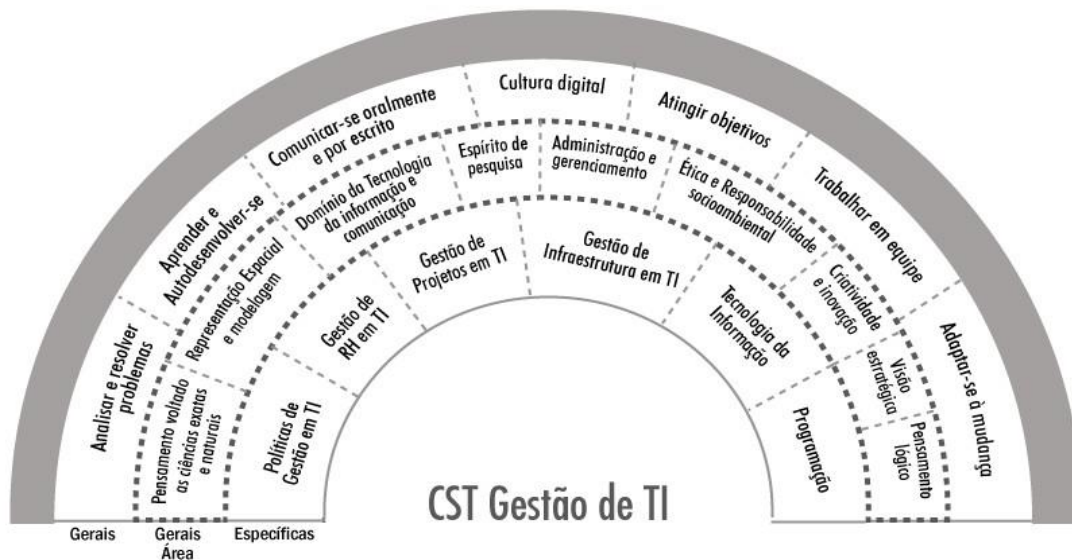 Analisar e resolver
problemas
Aprender e
Autodesenvolver-se
Comunicar-se oralmente
e por escrito
Cultura digital
Atingir objetivos
Trabalhar em equipe
Adaptar-se à mudança
Pensamento voltado
as ciências exatas
e naturais
Representação Espacial
e modelagem
Domínio da Tecnologia
da informação e
comunicação
Espírito de
pesquisa
Administração e
gerenciamento
Ética e Responsabilidade
socioambiental
Criatividade
e inovação
Visão
estratégica
Pensamento
lógico
Políticas de
Gestão em TI
Gestão de
RH em TI
Gestão de
Projetos em TI
Gestão de
Infraestrutura em TI
Tecnologia da
Informação
Programação
CST Gestão de TI
Gerais
Gerais
Área
Específicas